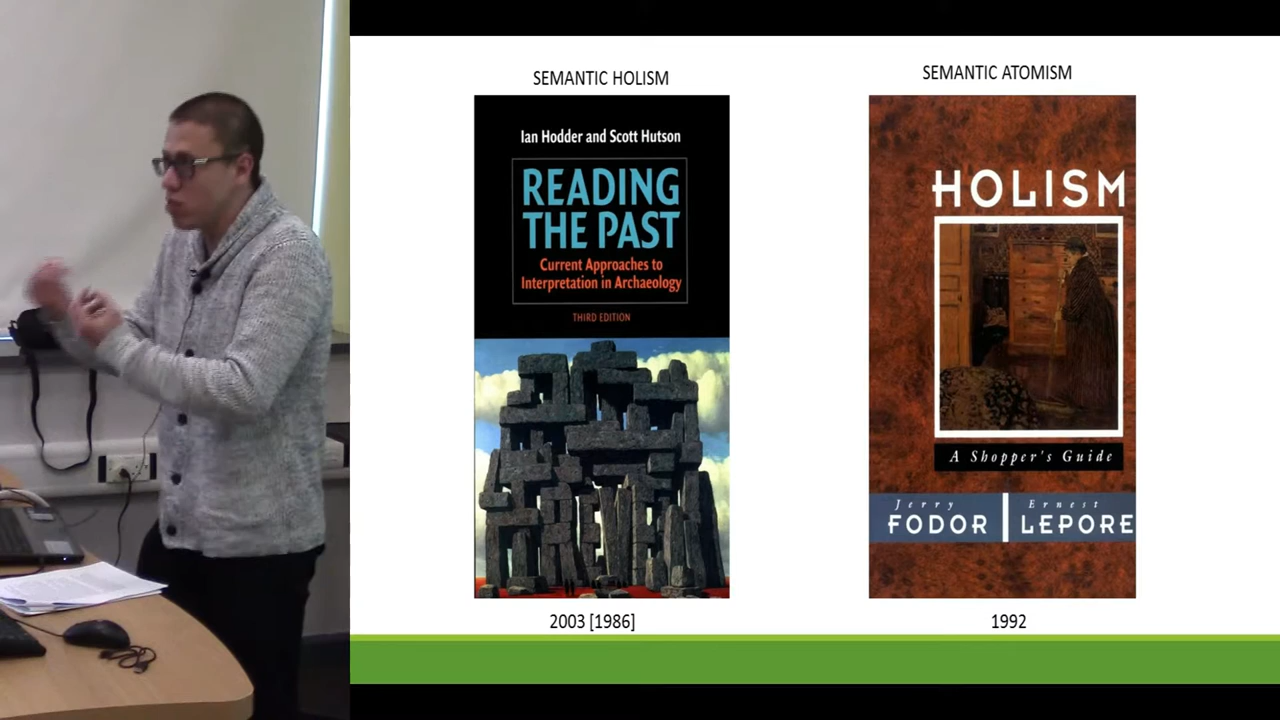 SEMANTIC HOLISM
Ian Hodder and Scott Hutson
READING
THE PAST
Current Approaches to
Interpretation in Archaeology
THIRD EDITION
2003 [1986]
SEMANTIC ATOMISM
HOLISM
A Shopper's Guide
Jerry
FODOR
Ernest
LEPORE
1992